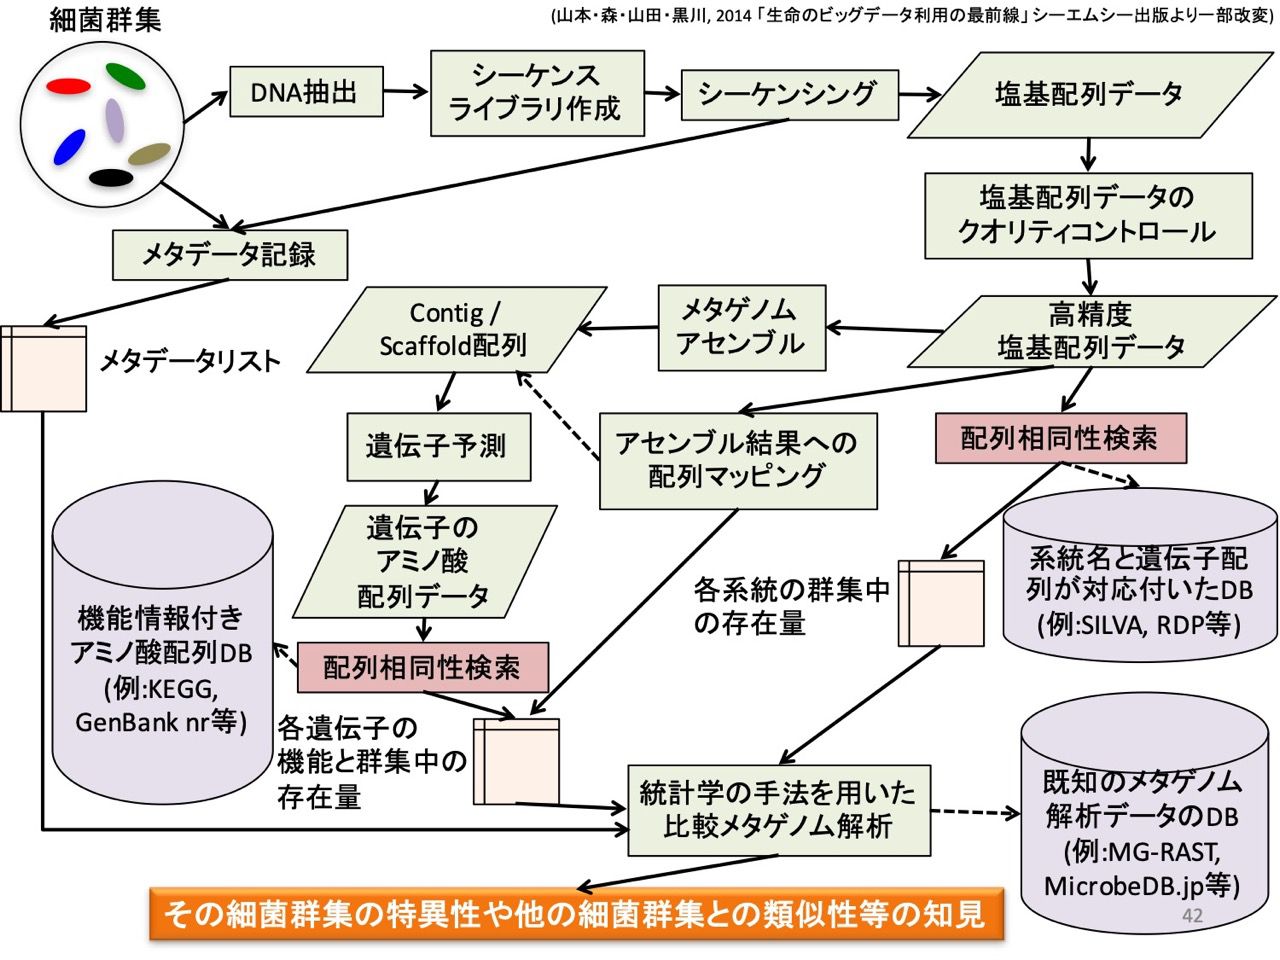 細菌群集
(山本・森・山田・黒川, 2014 「生命のビッグデータ利用の最前線」 シーエムシー出版より一部改変)
DNA抽出
シーケンス
ライブラリ作成
シーケンシング
塩基配列データ
塩基配列データの
クオリティコントロール
メタデータ記録
高精度
塩基配列データ
メタゲノム
アセンブル
Contig /
Scaffold配列
メタデータリスト
遺伝子予測
アセンブル結果への
配列マッピング
配列相同性検索
遺伝子の
アミノ酸
配列データ
系統名と遺伝子配
列が対応付いたDB
(例:SILVA, RDP等)
各系統の群集中
の存在量
機能情報付き
アミノ酸配列DB
(例:KEGG,
GenBank nr等)
配列相同性検索
各遺伝子の
機能と群集中の
存在量
統計学の手法を用いた
比較メタゲノム解析
既知のメタゲノム
解析データのDB
(例:MG-RAST,
MicrobeDB.jp等)
その細菌群集の特異性や他の細菌群集との類似性等の知見
42